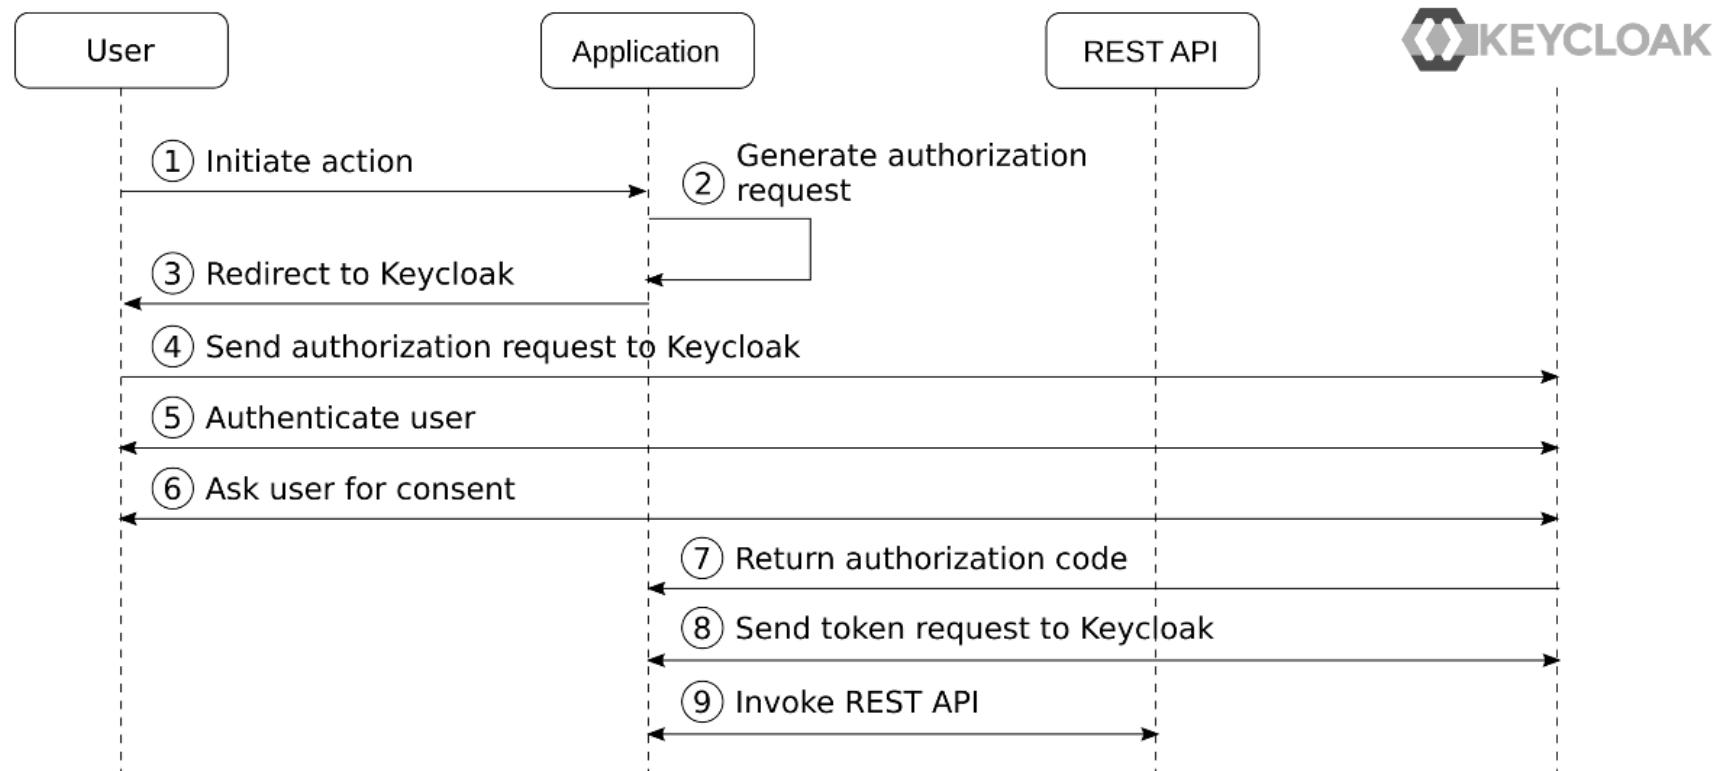 User
Application
REST API
KEYCLOAK
1 Initiate action
2 Generate authorization
request
3 Redirect to Keycloak
4 Send authorization request to Keycloak
5 Authenticate user
6 Ask user for consent
7 Return authorization code
8 Send token request to Keycloak
9 Invoke REST API